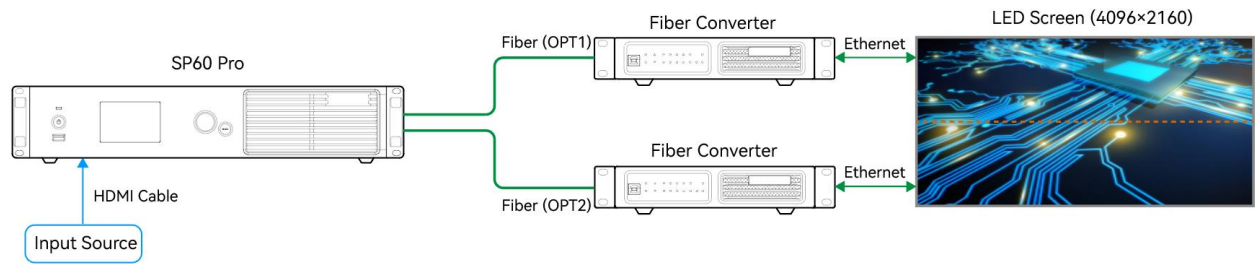 LED Screen (4096×2160)
Fiber Converter
Fiber (OPT1)
Ethernet
SP60 Pro
Fiber Converter
Ethernet
HDMI Cable
Fiber (OPT2)
Input Source